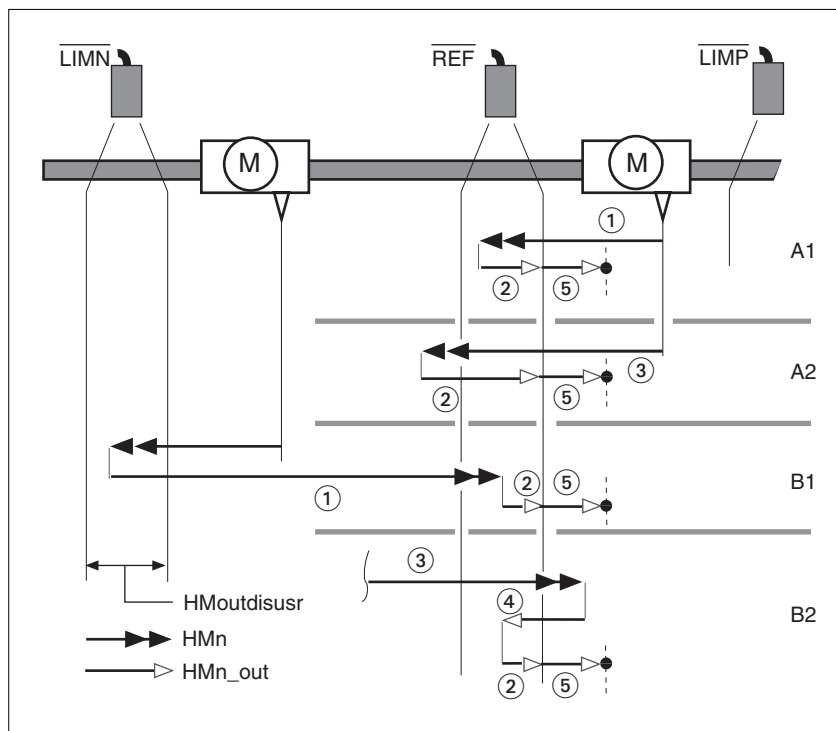 LIMN REF LIMP
M M
①
A1
② ⑤
③
A2
② ⑤
② ⑤
① B1
③
④
HMoutdisusr B2
HMn
HMn_out
② ⑤